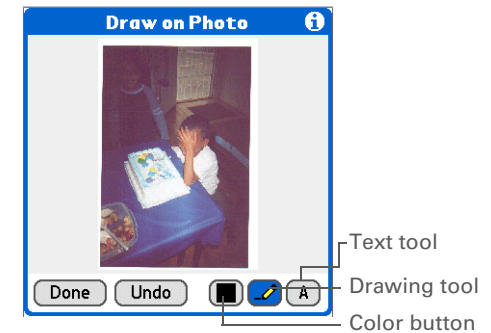 Draw on Photo
i
Text tool
Drawing tool
Done
Undo
A
Color button